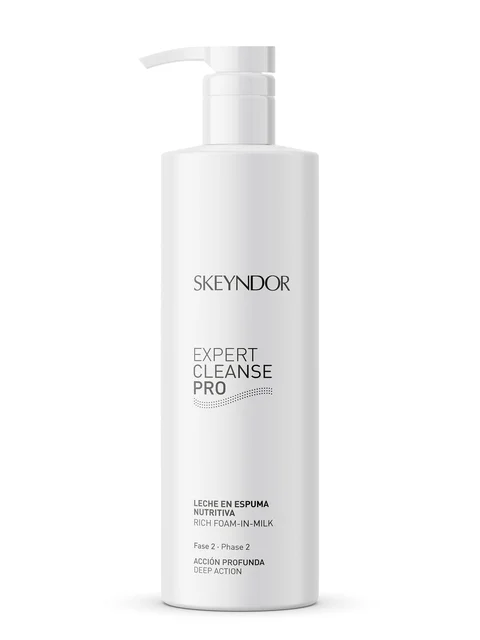 SKEYNDOR
EXPERT
CLEANSE
PRO
LECHE EN ESPUMA
NUTRITIVA
RICH FOAM-IN-MILK
Fase 2 - Phase 2
ACCIÓN PROFUNDA
DEEP ACTION